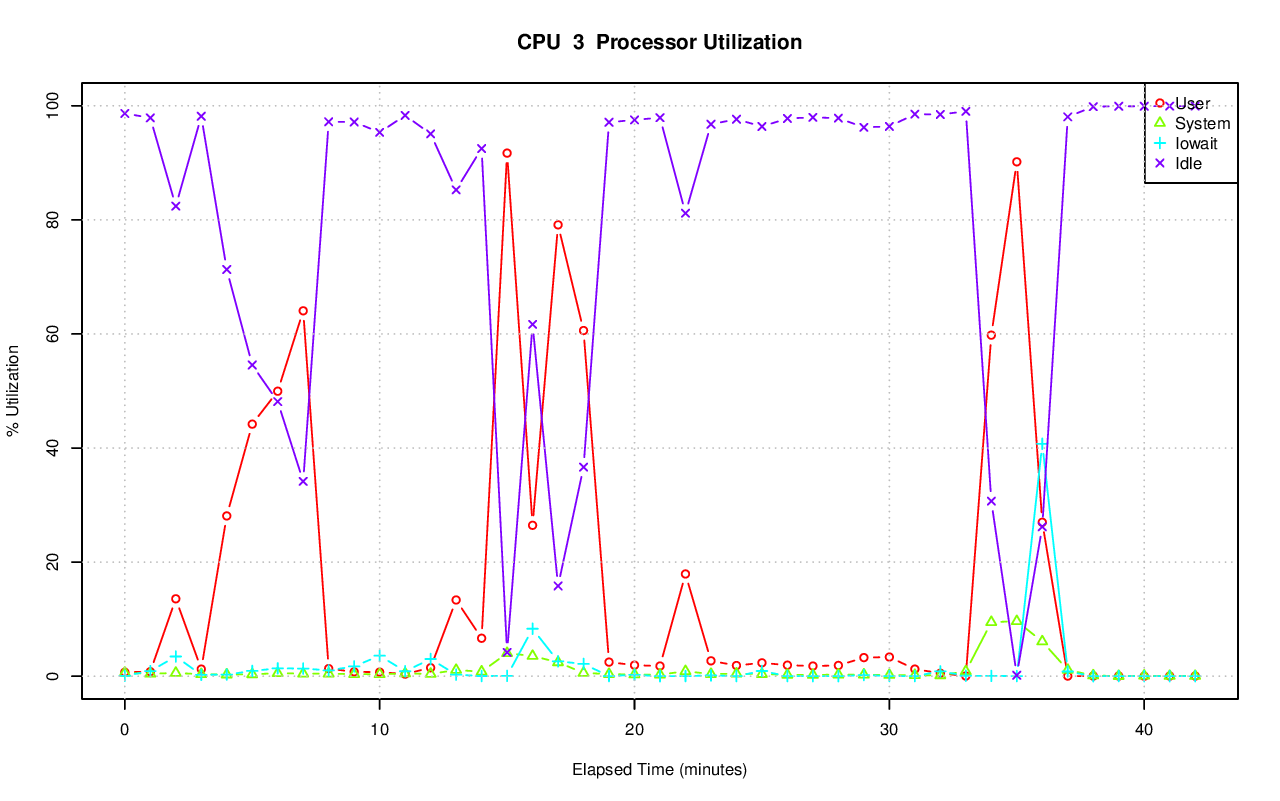 CPU  3  Processor Utilization
% Utilization
100
80
60
40
20
0
User
System
Iowait
Idle
0 10 20 30 40
Elapsed Time (minutes)